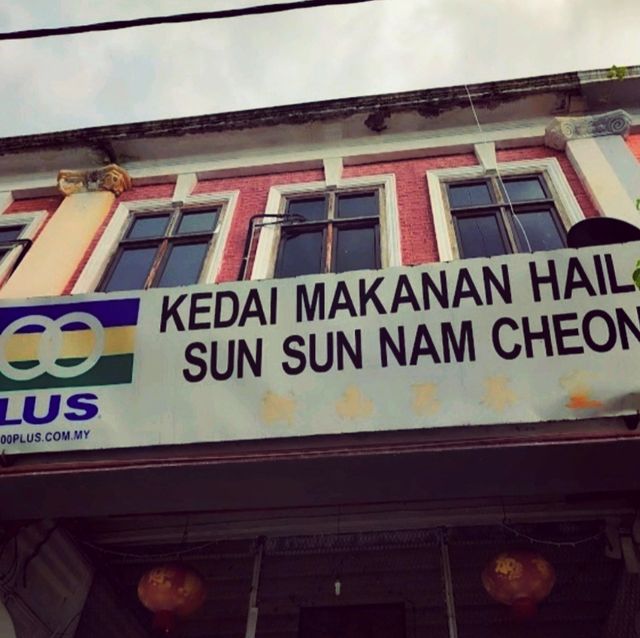 KEDAI MAKANAN HAIL
SUN SUN NAM CHEON
LUS
00PLUS.COM.MY